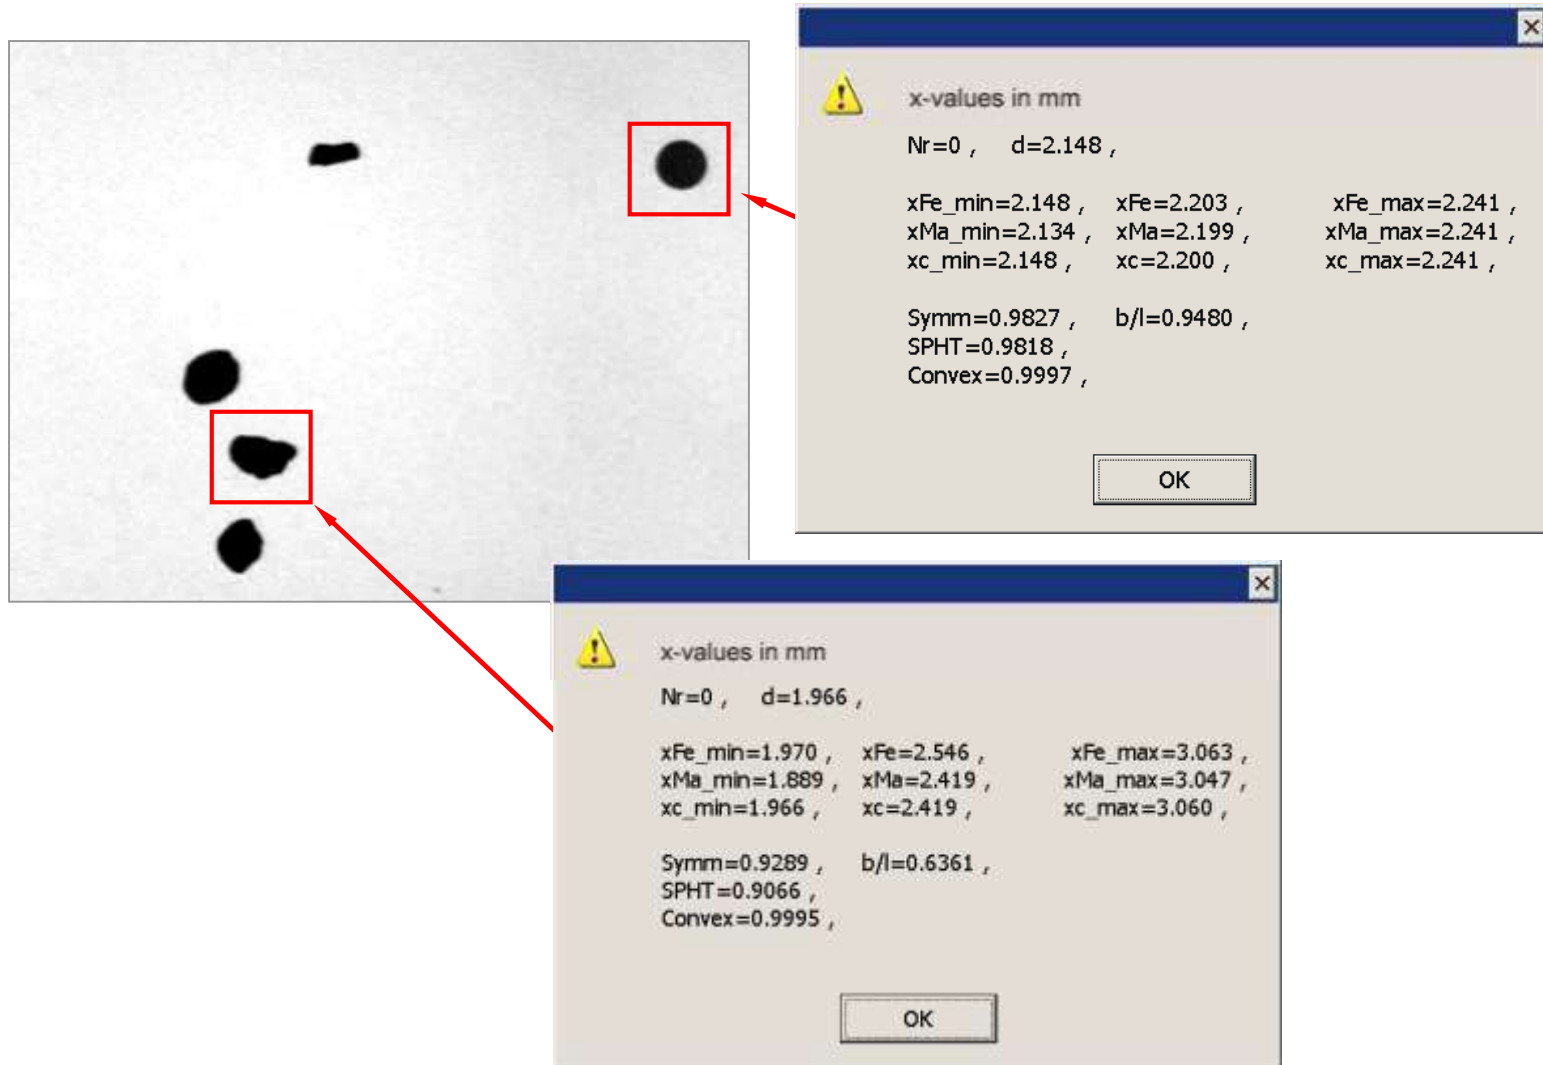 x-values in mm
Nr=0 , d=2.148 ,
xFe_min=2.148 , xFe=2.203 , xFe_max=2.241 ,
xMa_min=2.134 , xMa=2.199 , xMa_max=2.241 ,
xc_min=2.148 , xc=2.200 , xc_max=2.241 ,
Symm=0.9827 , b/l=0.9480 ,
SPHT=0.9818 ,
Convex=0.9997 ,
OK
x-values in mm
Nr=0 , d=1.966 ,
xFe_min=1.970 , xFe=2.546 , xFe_max=3.063 ,
xMa_min=1.889 , xMa=2.419 , xMa_max=3.047 ,
xc_min=1.966 , xc=2.419 , xc_max=3.060 ,
Symm=0.9289 , b/l=0.6361 ,
SPHT=0.9066 ,
Convex=0.9995 ,
OK